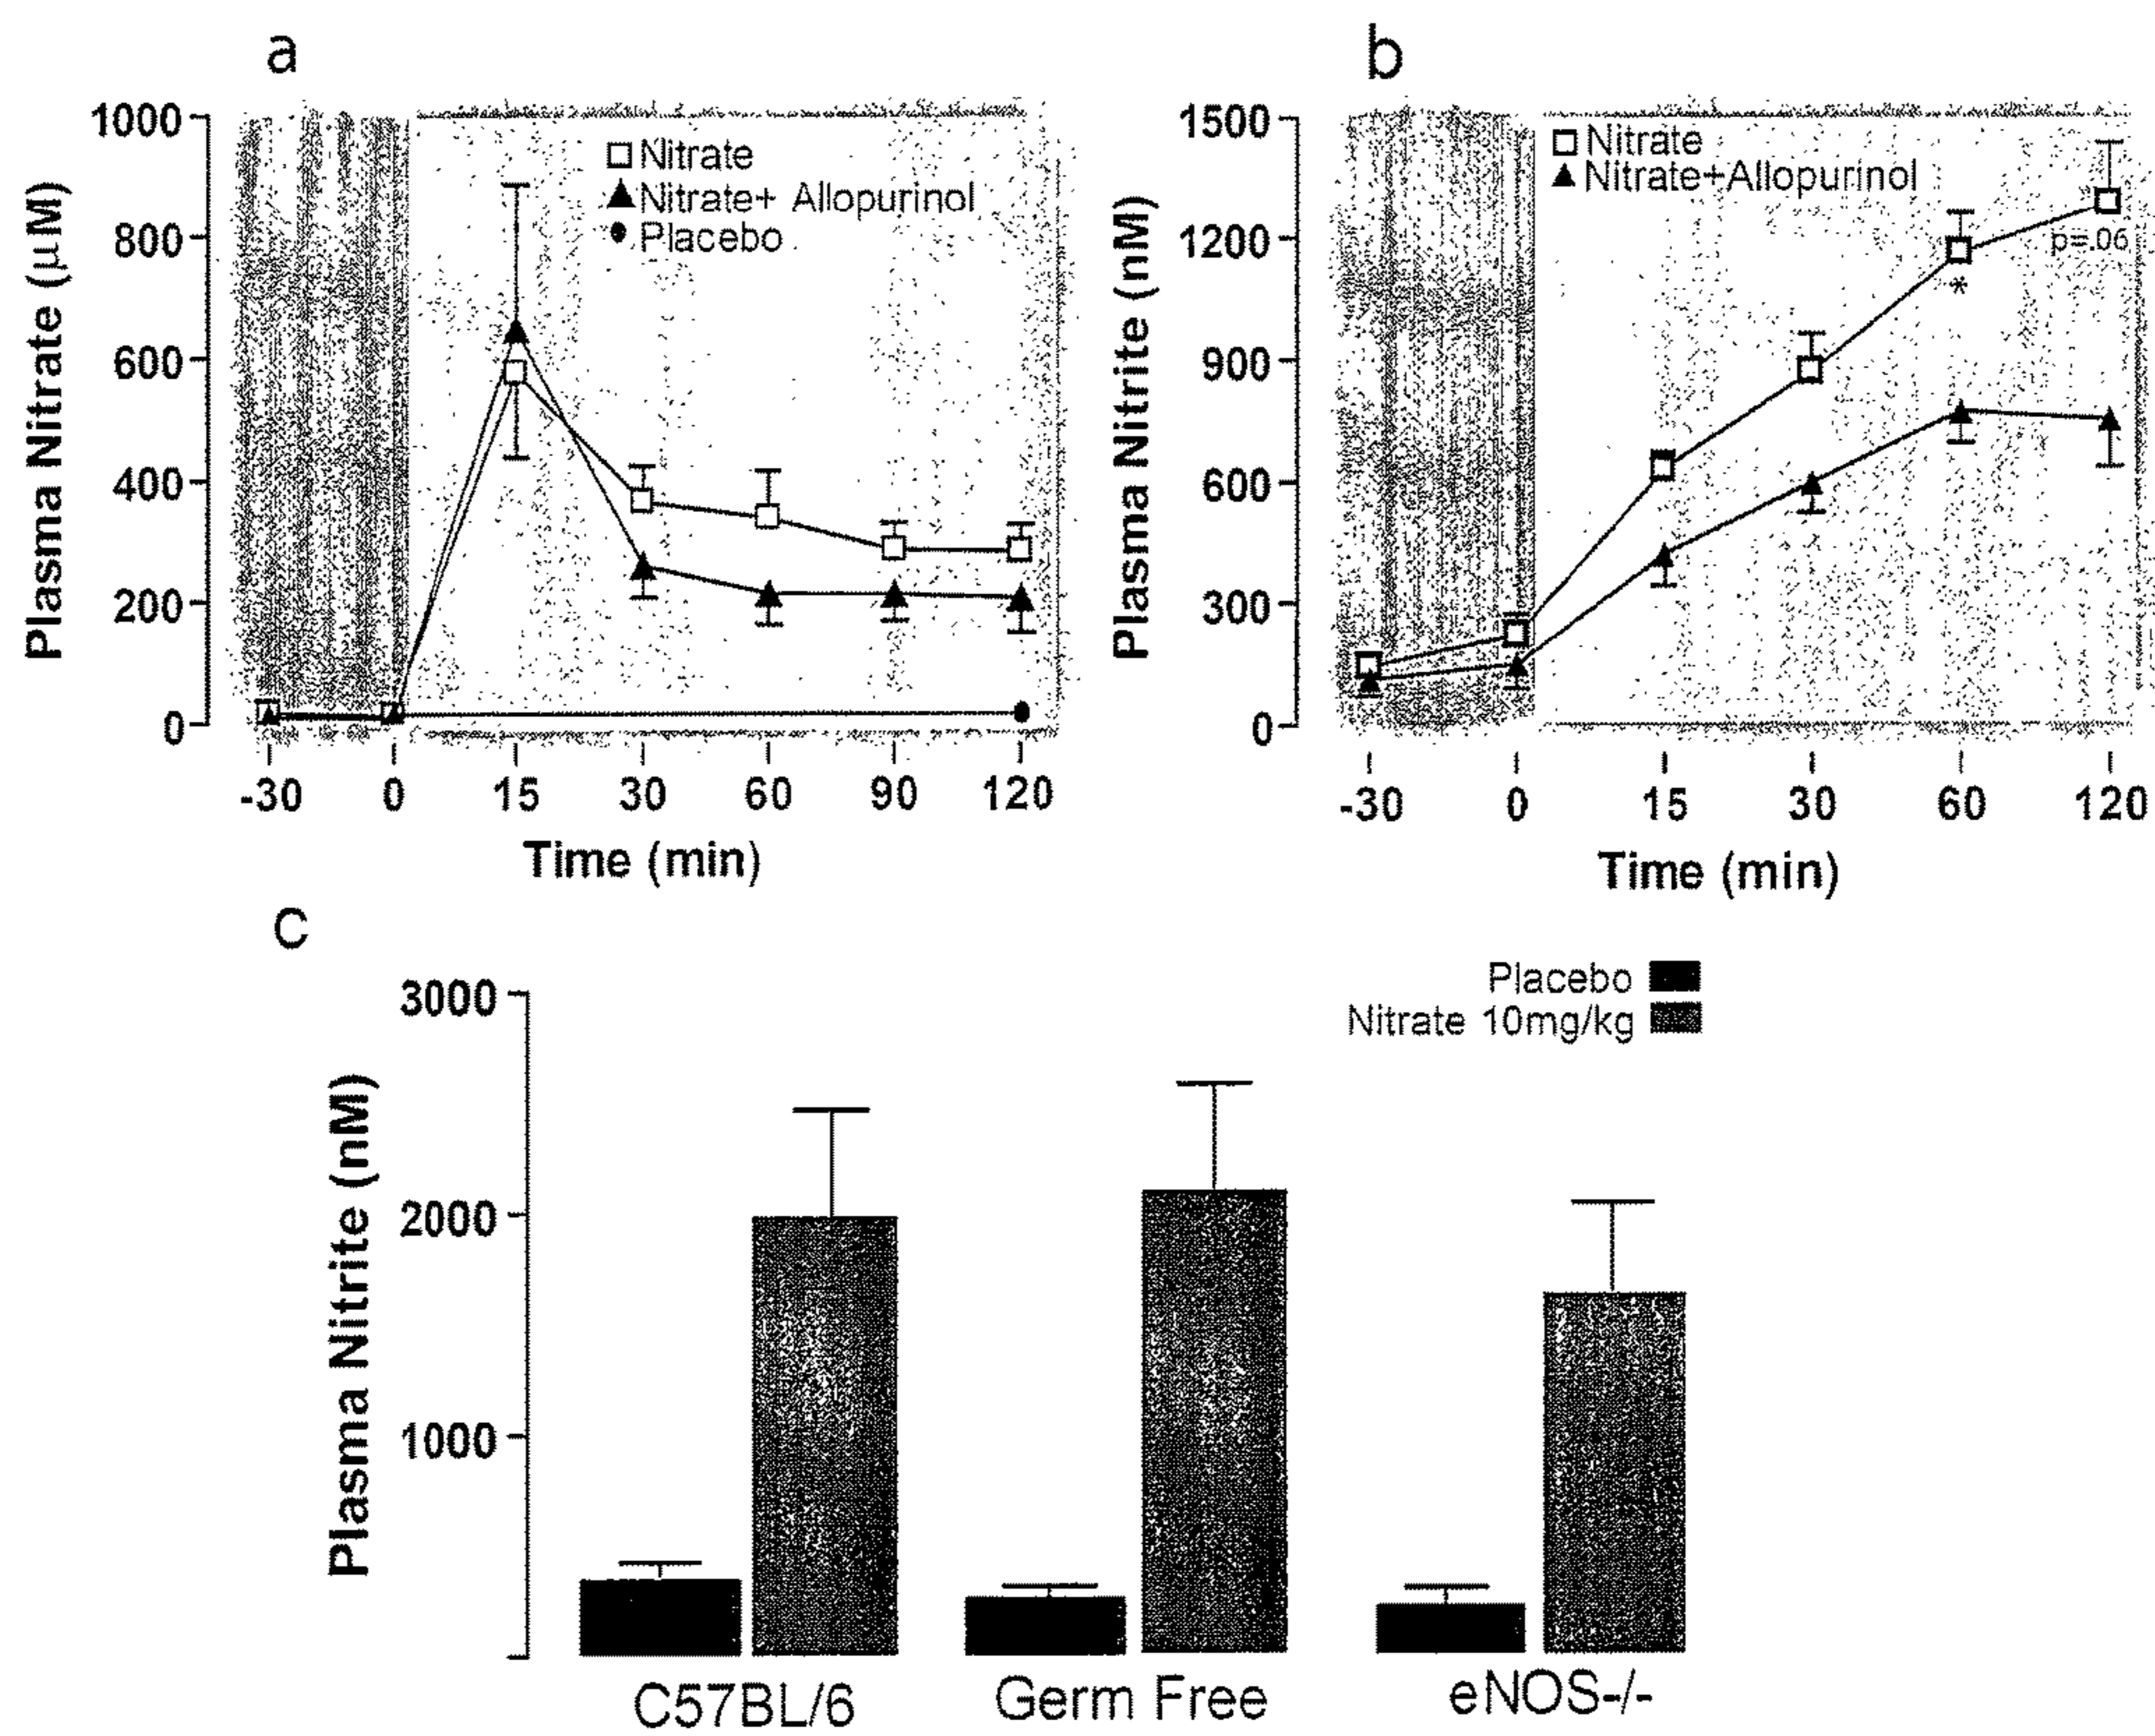 a
1000
800
600
400
200
0
Plasma Nitrate (µM)
Nitrate
Nitrate+ Allopurinol
Placebo
-30 0 15 30 60 90 120
Time (min)
b
1500
1200
900
600
300
0
Plasma Nitrite (nM)
Nitrate
Nitrate+Allopurinol
p=.06
*
-30 0 15 30 60 120
Time (min)
c
3000
2000
1000
Plasma Nitrite (nM)
Placebo
Nitrate 10mg/kg
C57BL/6 Germ Free eNOS-/-